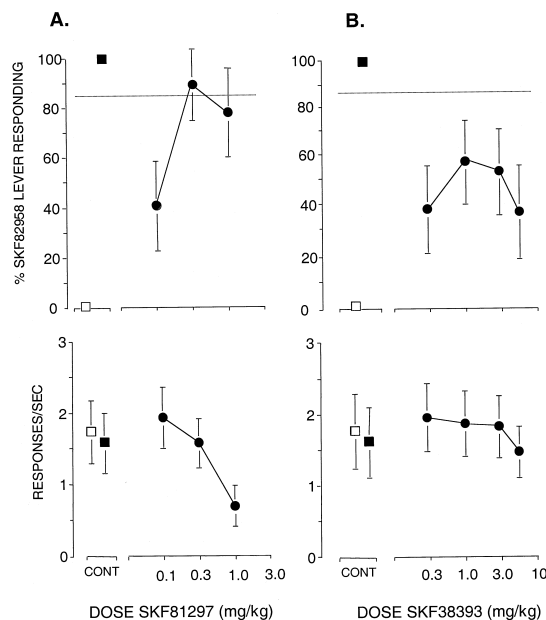 A.
B.
% SKF82958 LEVER RESPONDING
100
80
60
40
20
0
100
80
60
40
20
0
RESPONSES/SEC
3
2
1
0
3
2
1
0
CONT
0.1 0.3 1.0 3.0
CONT
0.3 1.0 3.0 10
DOSE SKF81297 (mg/kg)
DOSE SKF38393 (mg/kg)